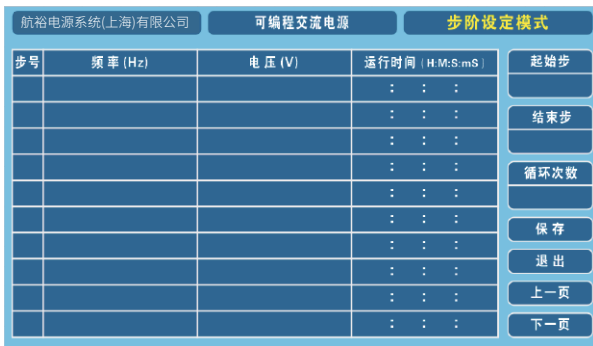 航裕电源系统(上海)有限公司 可编程交流电源 步阶设定模式
步号 频率(Hz) 电压(V) 运行时间(H:M:S:mS) 起始步
: : :
: : : 结束步
: : :
: : : 循环次数
: : :
: : : 保存
: : : 退出
: : :
: : : 上一页
: : : 下一页